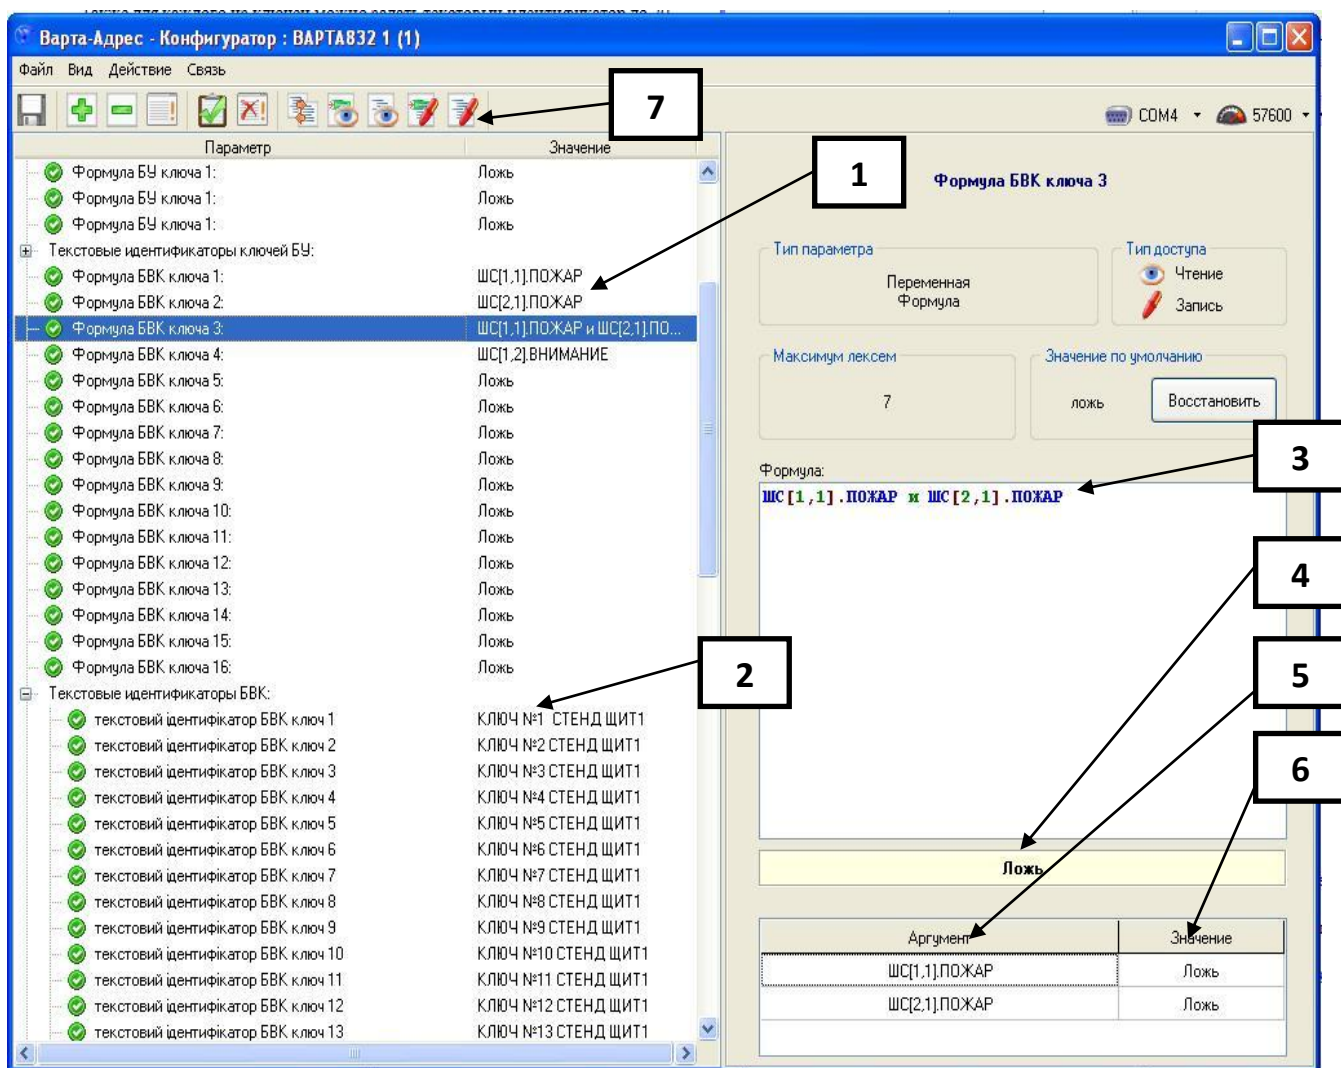 Варта-Адрес - Конфигуратор : ВАРТА832 1 (1)
Файл Вид Действие Связь
7
COM4 57600
Параметр Значение
Формула БУ ключа 1: Ложь
Формула БУ ключа 1: Ложь
Формула БУ ключа 1: Ложь
Текстовые идентификаторы ключей БУ:
Формула БВК ключа 1: ШС[1,1].ПОЖАР
Формула БВК ключа 2: ШС[2,1].ПОЖАР
Формула БВК ключа 3: ШС[1,1].ПОЖАР и ШС[2,1].ПО...
Формула БВК ключа 4: ШС[1,2].ВНИМАНИЕ
Формула БВК ключа 5: Ложь
Формула БВК ключа 6: Ложь
Формула БВК ключа 7: Ложь
Формула БВК ключа 8: Ложь
Формула БВК ключа 9: Ложь
Формула БВК ключа 10: Ложь
Формула БВК ключа 11: Ложь
Формула БВК ключа 12: Ложь
Формула БВК ключа 13: Ложь
Формула БВК ключа 14: Ложь
Формула БВК ключа 15: Ложь
Формула БВК ключа 16: Ложь
Текстовые идентификаторы БВК:
текстовий ідентифікатор БВК ключ 1 КЛЮЧ №1 СТЕНД ЩИТ1
текстовий ідентифікатор БВК ключ 2 КЛЮЧ №2 СТЕНД ЩИТ1
текстовий ідентифікатор БВК ключ 3 КЛЮЧ №3 СТЕНД ЩИТ1
текстовий ідентифікатор БВК ключ 4 КЛЮЧ №4 СТЕНД ЩИТ1
текстовий ідентифікатор БВК ключ 5 КЛЮЧ №5 СТЕНД ЩИТ1
текстовий ідентифікатор БВК ключ 6 КЛЮЧ №6 СТЕНД ЩИТ1
текстовий ідентифікатор БВК ключ 7 КЛЮЧ №7 СТЕНД ЩИТ1
текстовий ідентифікатор БВК ключ 8 КЛЮЧ №8 СТЕНД ЩИТ1
текстовий ідентифікатор БВК ключ 9 КЛЮЧ №9 СТЕНД ЩИТ1
текстовий ідентифікатор БВК ключ 10 КЛЮЧ №10 СТЕНД ЩИТ1
текстовий ідентифікатор БВК ключ 11 КЛЮЧ №11 СТЕНД ЩИТ1
текстовий ідентифікатор БВК ключ 12 КЛЮЧ №12 СТЕНД ЩИТ1
текстовий ідентифікатор БВК ключ 13 КЛЮЧ №13 СТЕНД ЩИТ1
1
2
Формула БВК ключа 3
Тип параметра
Переменная
Формула
Тип доступа
Чтение
Запись
Максимум лексем
7
Значение по умолчанию
ложь Восстановить
3
Формула:
ШС[1,1].ПОЖАР и ШС[2,1].ПОЖАР
4
5
6
Ложь
Аргумент Значение
ШС[1,1].ПОЖАР Ложь
ШС[2,1].ПОЖАР Ложь